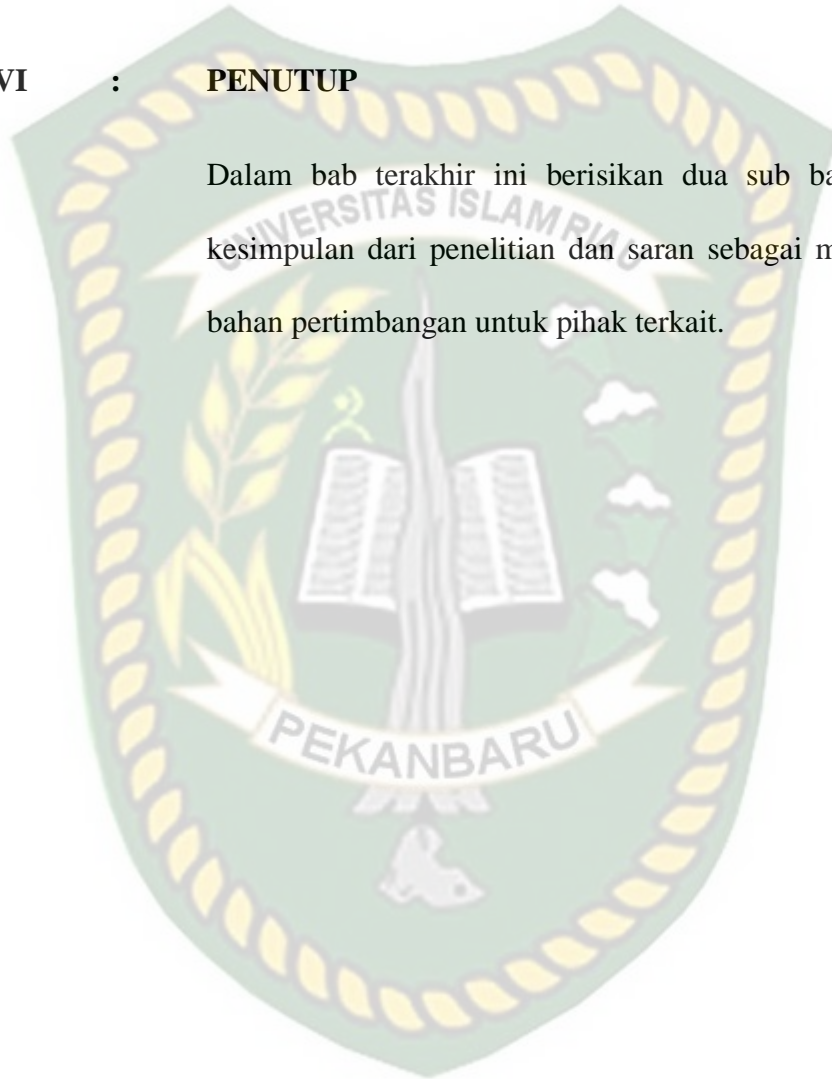 VI : PENUTUP
Dalam bab terakhir ini berisikan dua sub
UNIVERSITAS ISLAM RIAU
kesimpulan dari penelitian dan saran sebagai
bahan pertimbangan untuk pihak terkait.
PEKANBARU